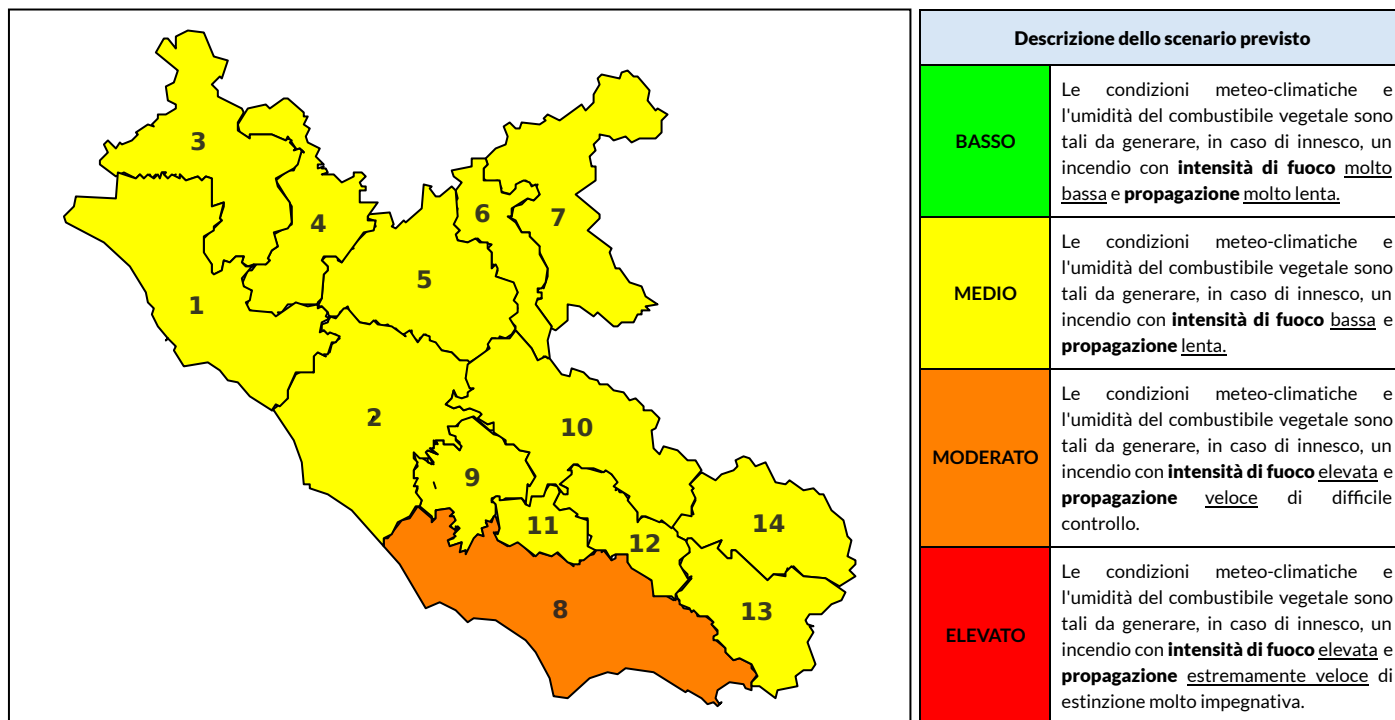 3
4
6
7
5
1
2
10
9
11
14
12
8
13
Descrizione dello scenario previsto
BASSO
Le condizioni meteo-climatiche e
l'umidità del combustibile vegetale sono
tali da generare, in caso di innesco, un
incendio con intensità di fuoco molto
bassa e propagazione molto lenta.
MEDIO
Le condizioni meteo-climatiche e
l'umidità del combustibile vegetale sono
tali da generare, in caso di innesco, un
incendio con intensità di fuoco bassa e
propagazione lenta.
MODERATO
Le condizioni meteo-climatiche e
l'umidità del combustibile vegetale sono
tali da generare, in caso di innesco, un
incendio con intensità di fuoco elevata e
propagazione veloce di difficile
controllo.
ELEVATO
Le condizioni meteo-climatiche e
l'umidità del combustibile vegetale sono
tali da generare, in caso di innesco, un
incendio con intensità di fuoco elevata e
propagazione estremamente veloce di
estinzione molto impegnativa.